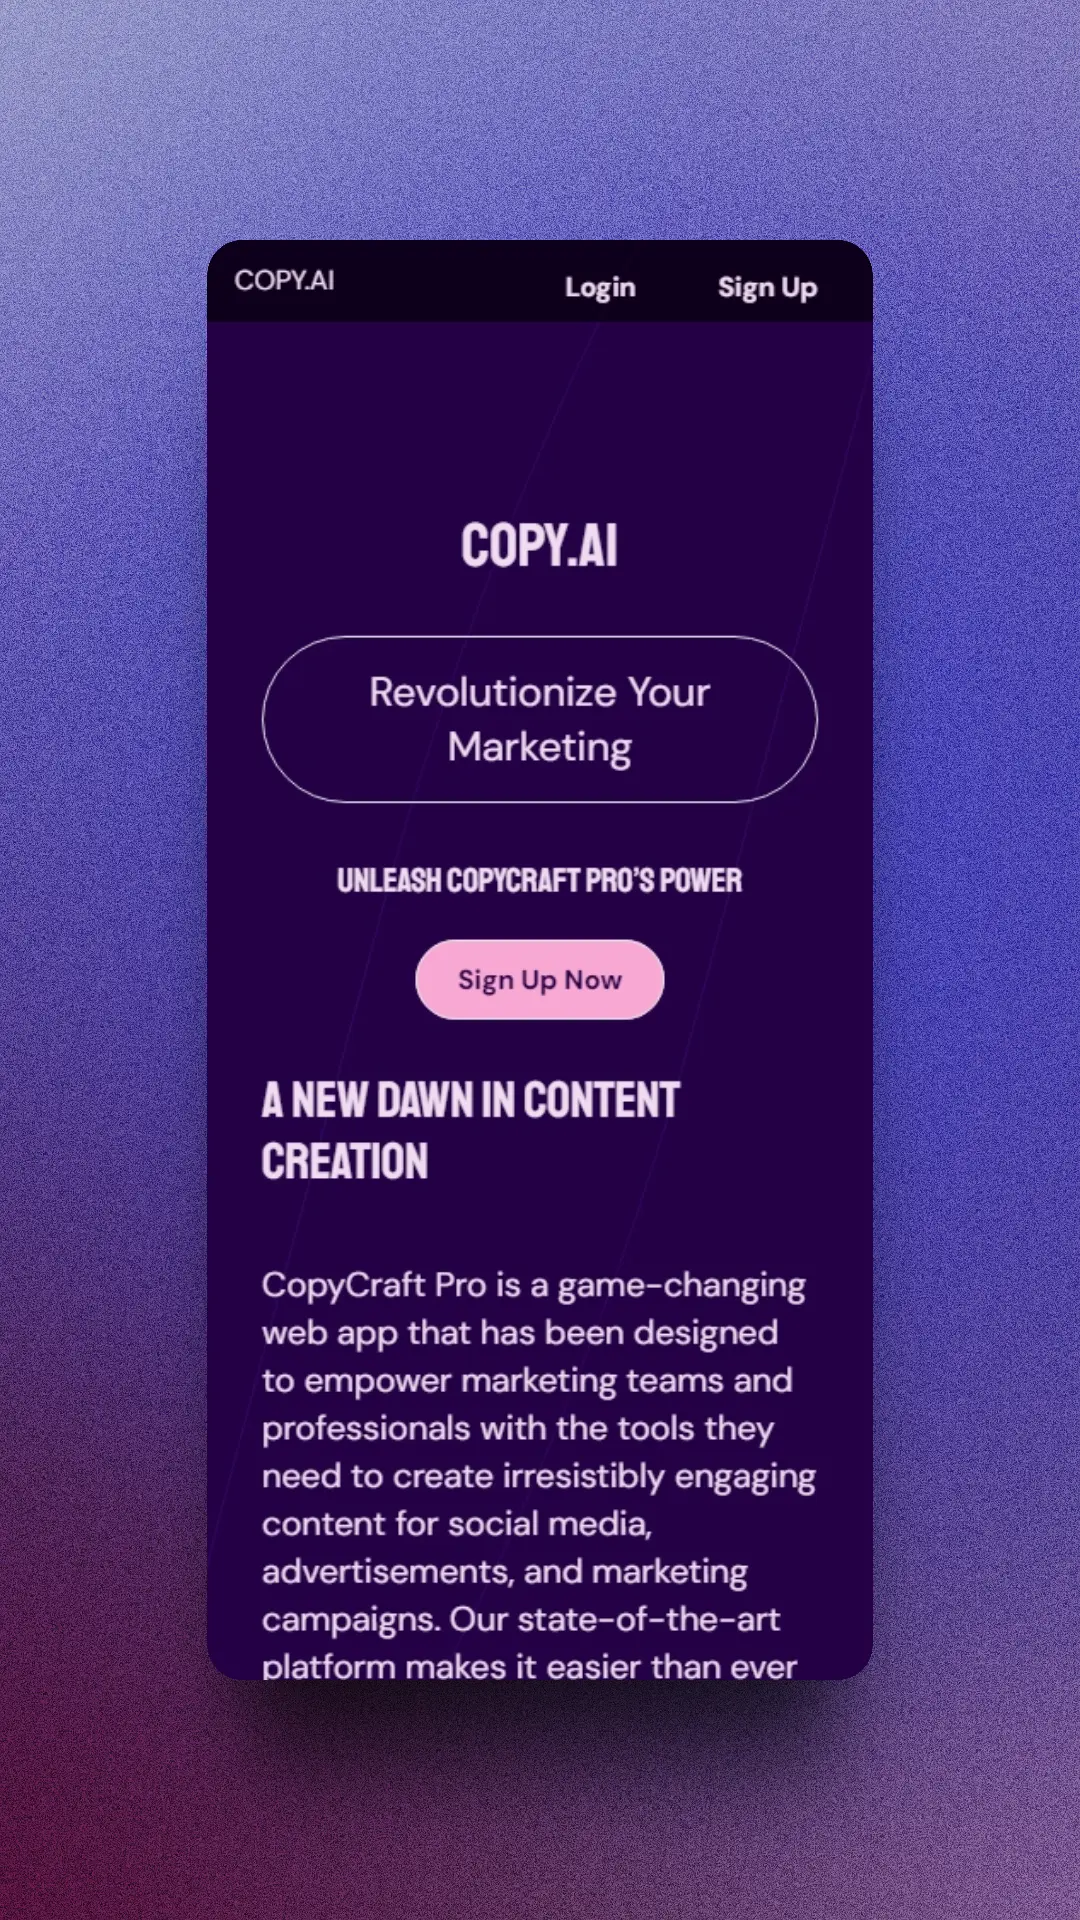 COPY.AI
Login
Sign Up
COPY.AI
Revolutionize Your
Marketing
UNLEASH COPYCRAFT PRO’S POWER
Sign Up Now
A NEW DAWN IN CONTENT
CREATION
CopyCraft Pro is a game-changing
web app that has been designed
to empower marketing teams and
professionals with the tools they
need to create irresistibly engaging
content for social media,
advertisements, and marketing
campaigns. Our state-of-the-art
platform makes it easier than ever